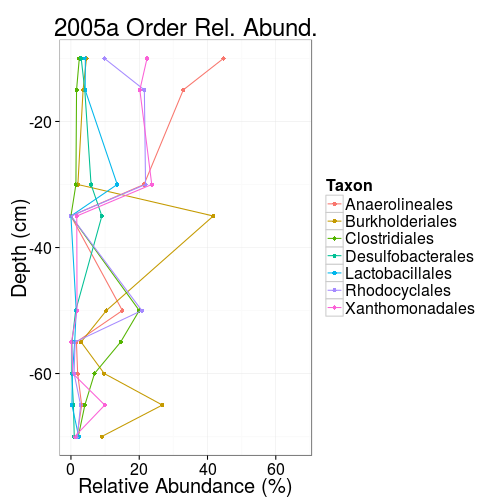 2005a Order Rel. Abund.
Depth (cm)
-20
-40
-60
0 20 40 60
Relative Abundance (%)
Taxon
Anaerolineales
Burkholderiales
Clostridiales
Desulfobacterales
Lactobacillales
Rhodocyclales
Xanthomonadales